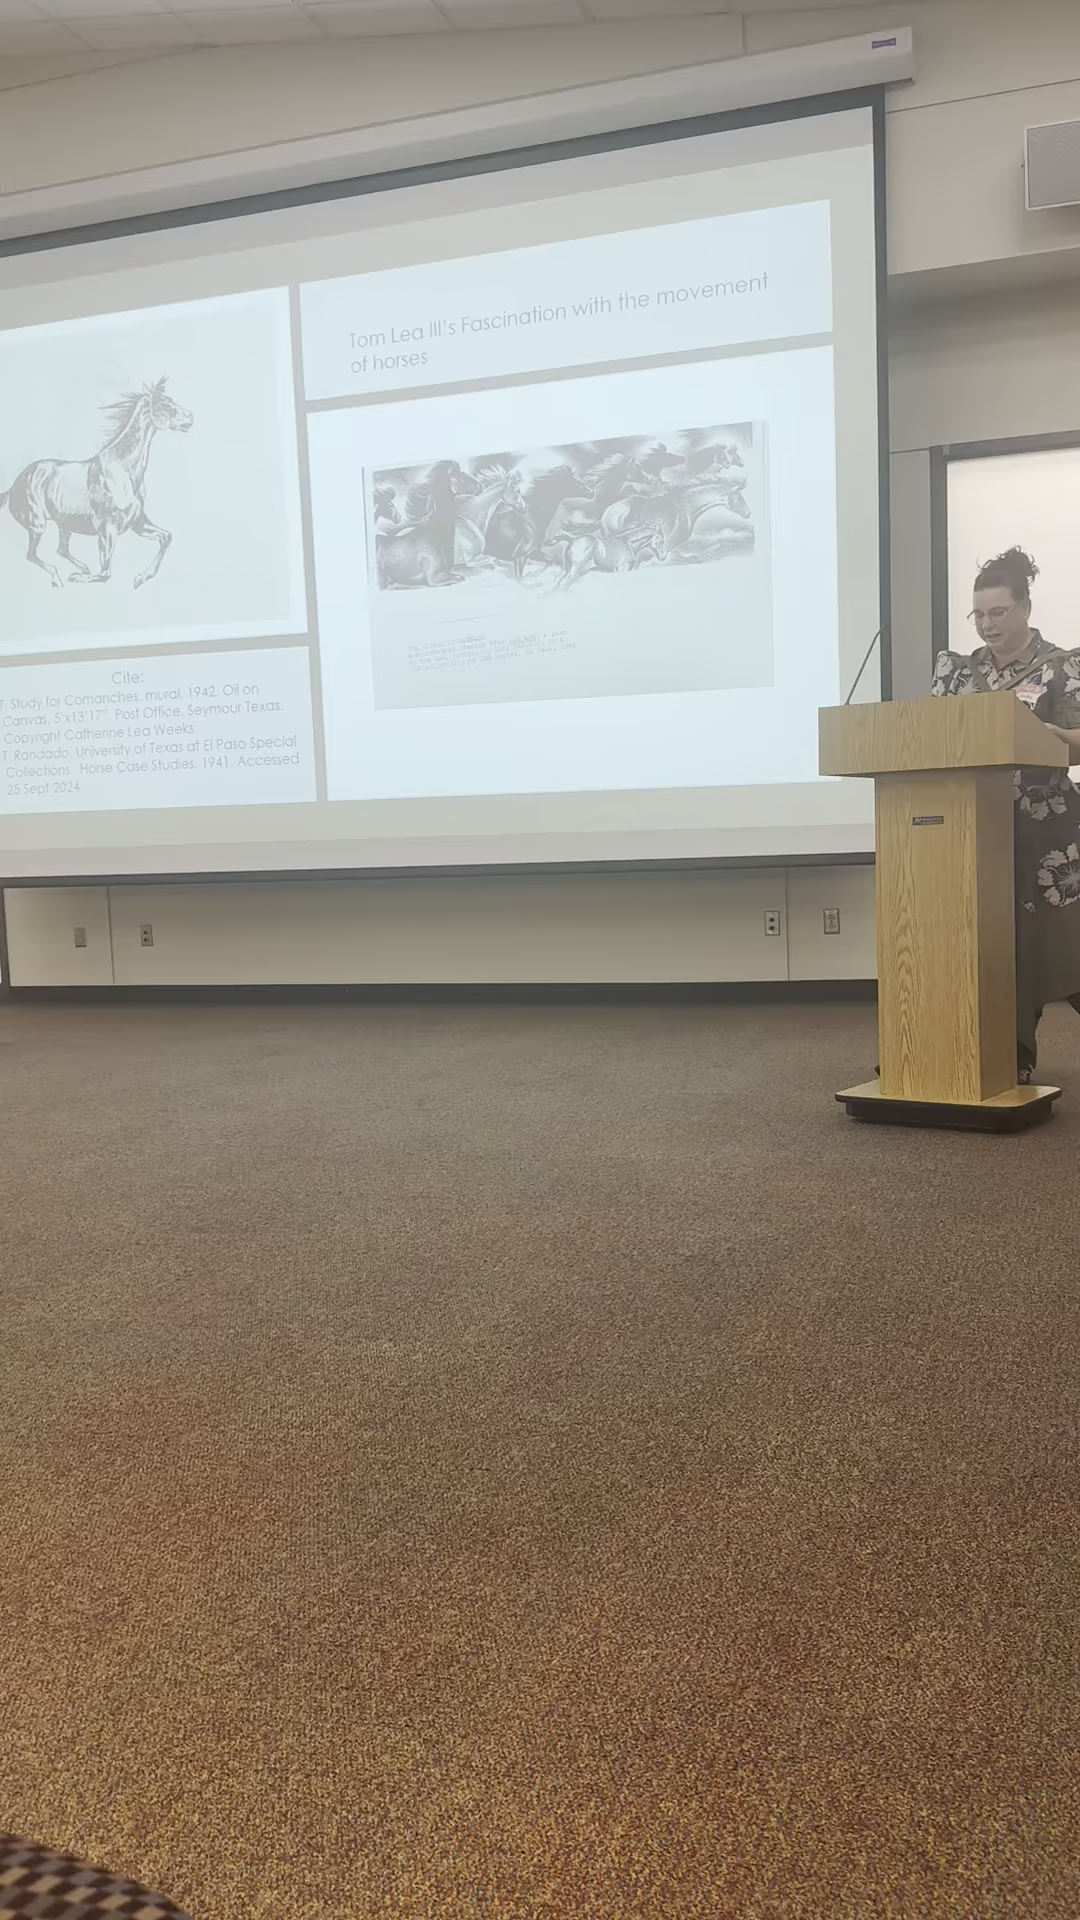 Tom Lea III's Fascination with the movement
of horses
Cite:
T. Study for Comanches, mural, 1942. Oil on
Canvas, 5'x13'17". Post Office, Seymour Texas.
Copyright Catherine Lea Weeks
T. Randado. University of Texas at El Paso Special
Collections. Horse Case Studies. 1941. Accessed
25 Sept 2024